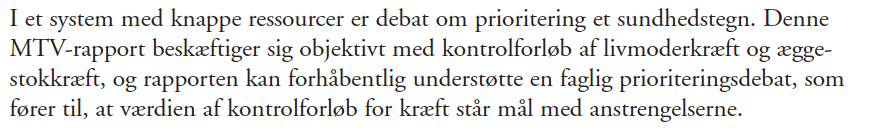 I et system med knappe ressourcer er debat om prioritering et sundhedstegn. Denne
MTV-rapport beskæftiger sig objektivt med kontrolforløb af livmoderkræft og ægge-
stokkræft, og rapporten kan forhåbentlig understøtte en faglig prioriteringsdebat, som
fører til, at værdien af kontrolforløb for kræft står mål med anstrengelserne.